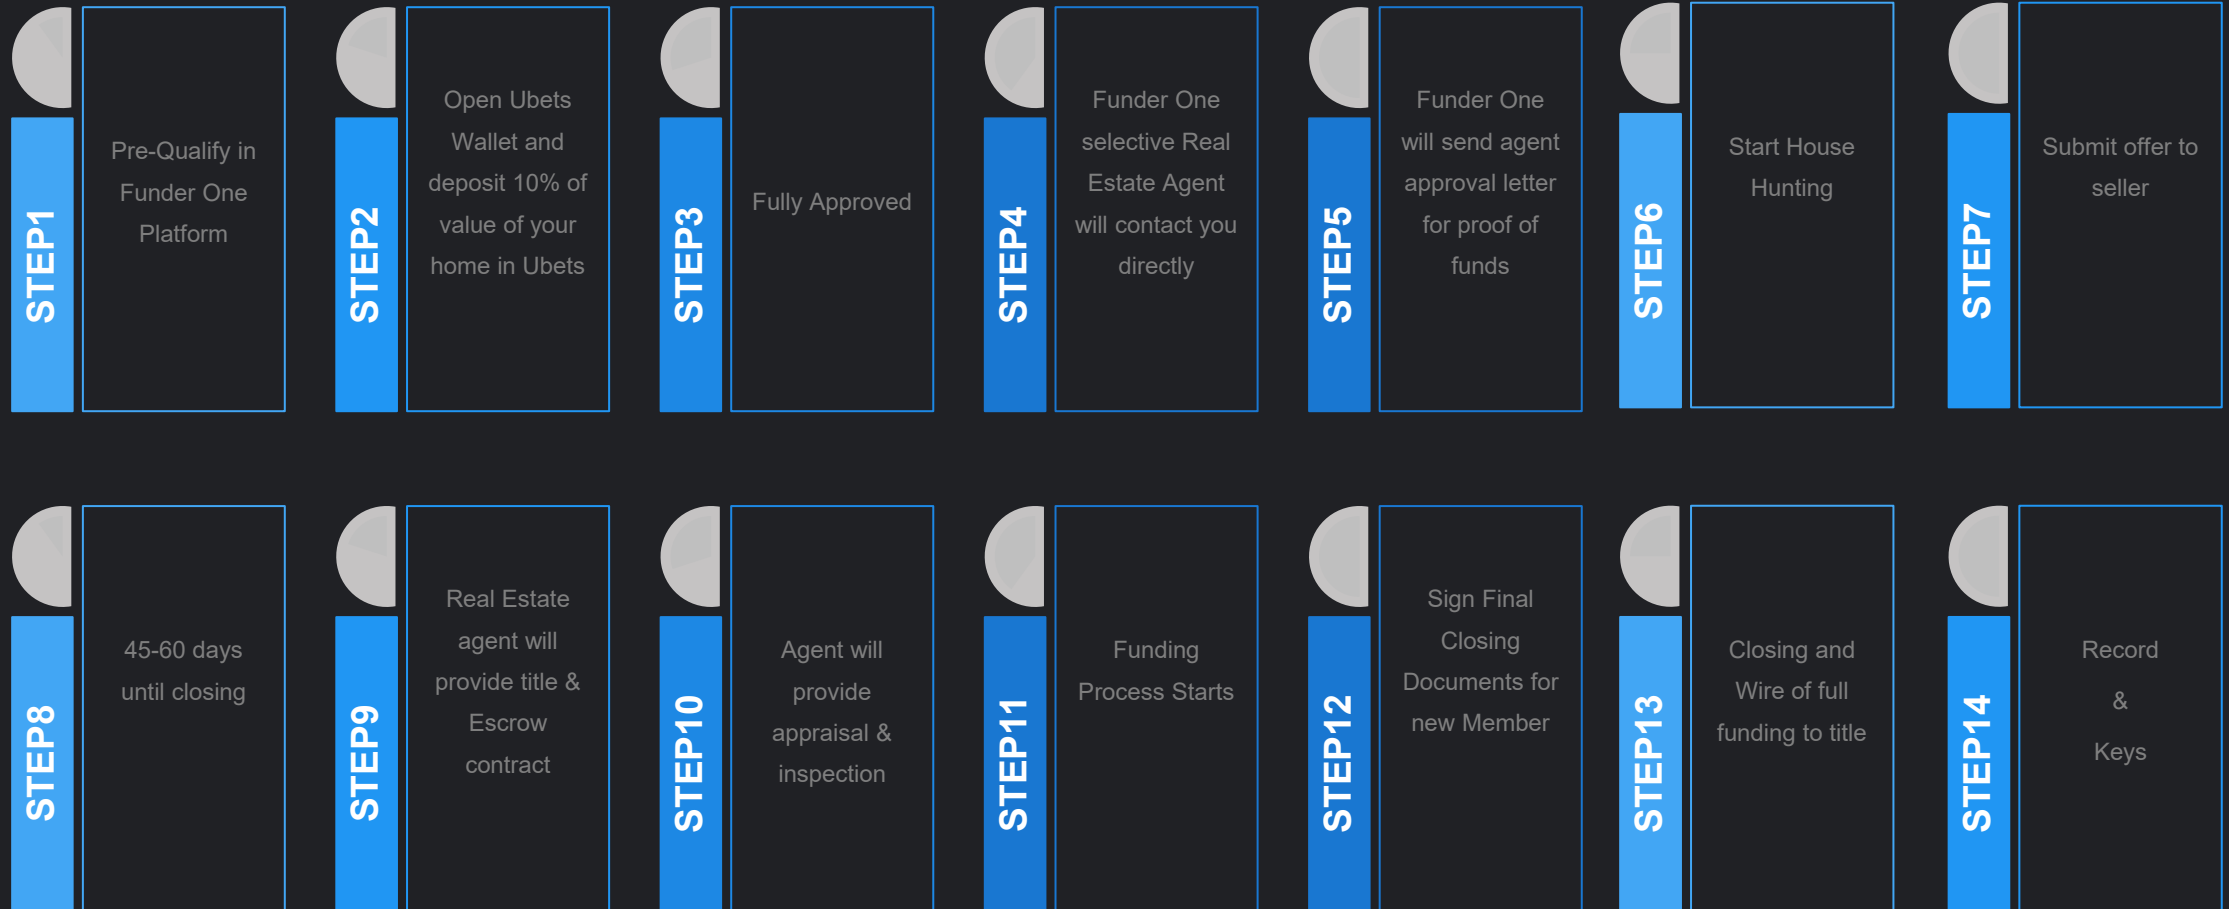 STEP1
Pre-Qualify in
Funder One
Platform
STEP2
Open Ubets
Wallet and
deposit 10% of
value of your
home in Ubets
STEP3
Fully Approved
STEP4
Funder One
selective Real
Estate Agent
will contact you
directly
STEP5
Funder One
will send agent
approval letter
for proof of
funds
STEP6
Start House
Hunting
STEP7
Submit offer to
seller
STEP8
45-60 days
until closing
STEP9
Real Estate
agent will
provide title &
Escrow
contract
STEP10
Agent will
provide
appraisal &
inspection
STEP11
Funding
Process Starts
STEP12
Sign Final
Closing
Documents for
new Member
STEP13
Closing and
Wire of full
funding to title
STEP14
Record
&
Keys